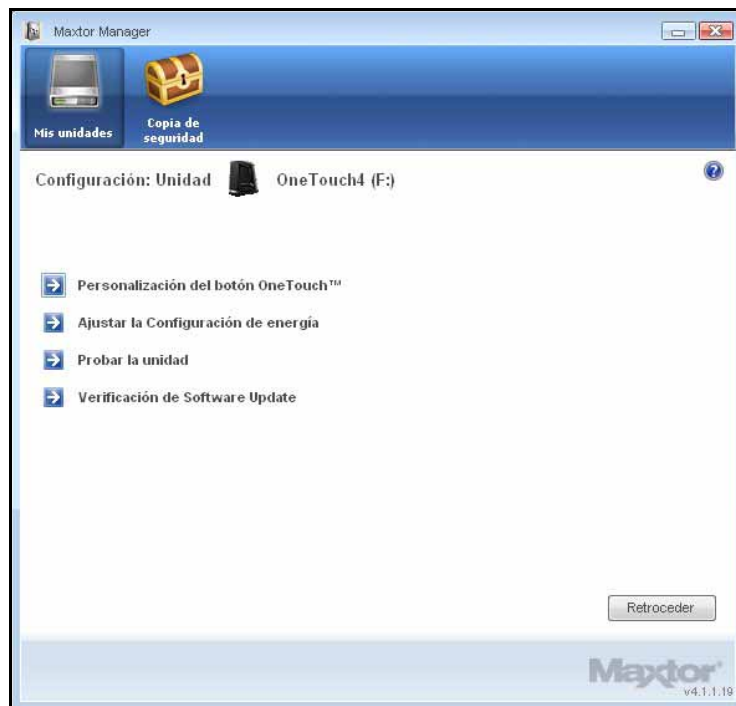 Maxtor Manager
Mis unidades
Copia de
seguridad
Configuración: Unidad OneTouch4 (F:)
Personalización del botón OneTouch™
Ajustar la Configuración de energía
Probar la unidad
Verificación de Software Update
Retroceder
Maxtor
v4.1.1.19